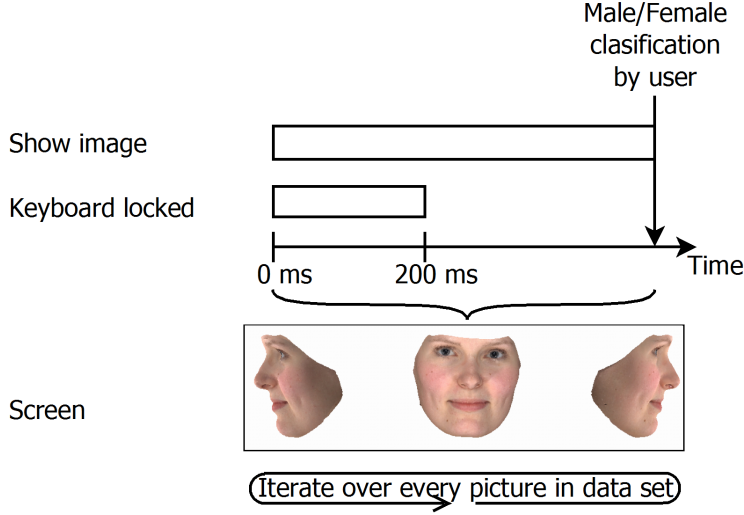 Male/Female
clasification
by user
Show image
Keyboard locked
0 ms
200 ms
Time
Screen
Iterate over every picture in data set